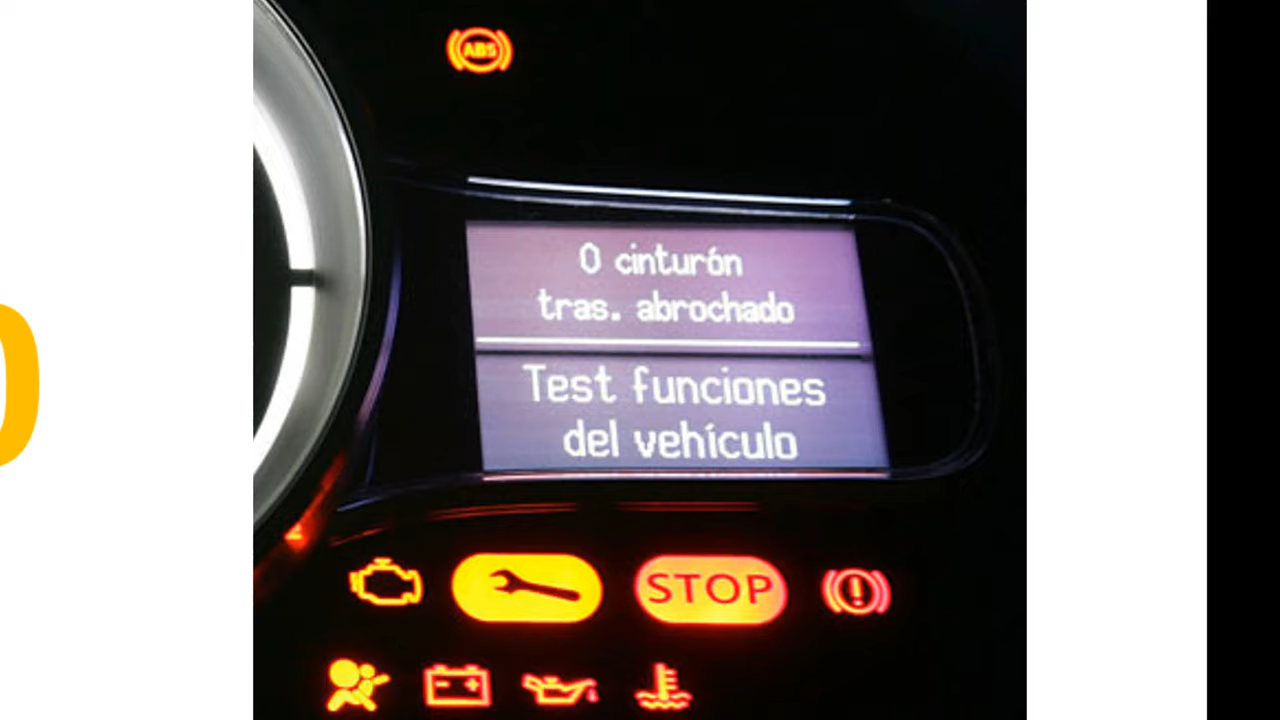 ABS
0 cinturón
tras. abrochado
Test funciones
del vehículo
STOP